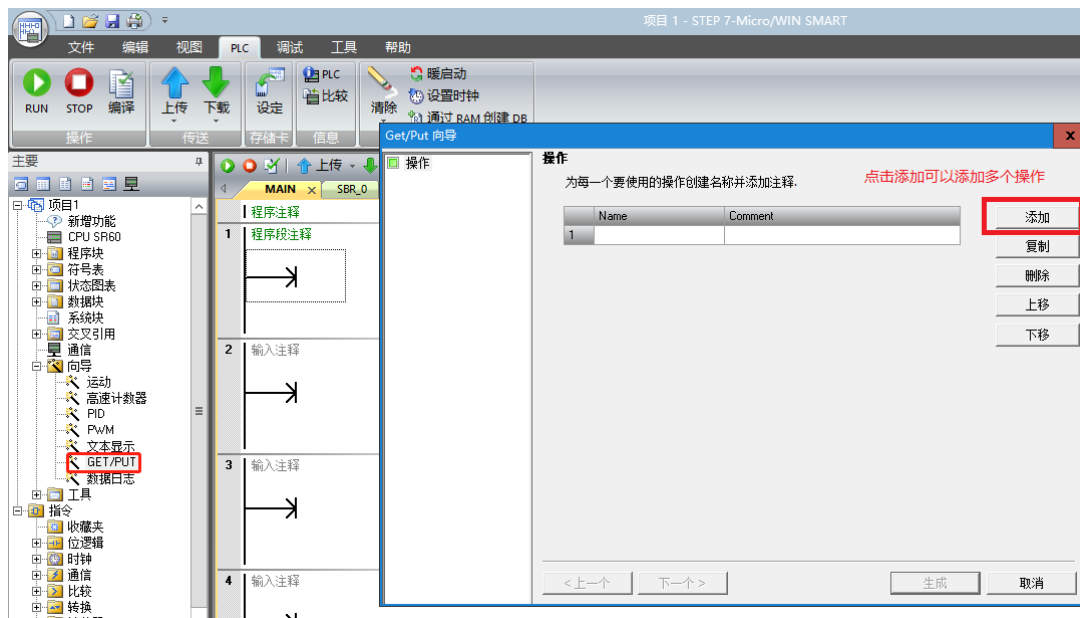 项目 1 - STEP 7-Micro/WIN SMART
文件 编辑 视图 PLC 调试 工具 帮助
RUN STOP 编译 上传 下载 设定 PLC 比较 清除 暖启动 设置时钟 通过 RAM 创建 DB
操作 传送 存储卡 信息
主要
项目1
新增功能
CPU SR60
程序块
符号表
状态图表
数据块
系统块
交叉引用
通信
向导
运动
高速计数器
PID
PWM
文本显示
GET/PUT
数据日志
工具
指令
收藏夹
位逻辑
时钟
通信
比较
转换
上传
MAIN x SBR_0
程序注释
1 程序段注释
2 输入注释
3 输入注释
4 输入注释
Get/Put 向导 x
操作
操作
为每一个要使用的操作创建名称并添加注释.
点击添加可以添加多个操作
Name Comment
1
添加
复制
删除
上移
下移
<上一个 下一个> 生成 取消